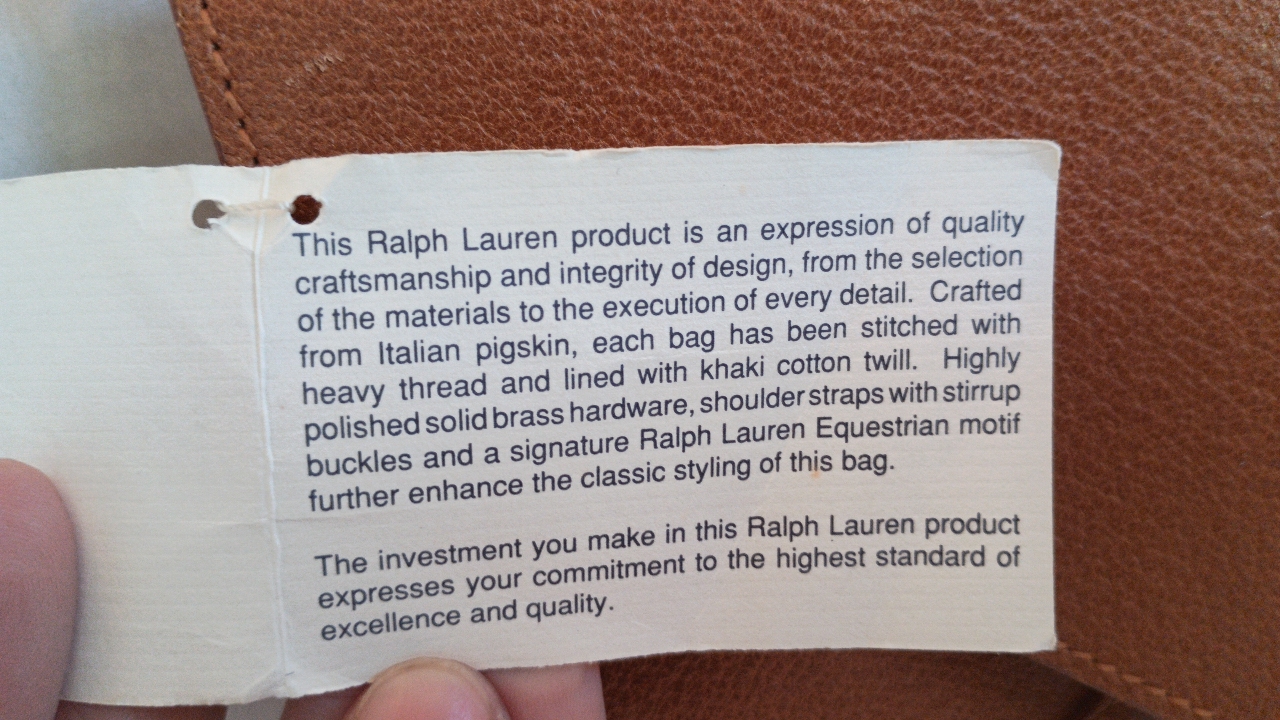 This Ralph Lauren product is an expression of quality
craftsmanship and integrity of design, from the selection
of the materials to the execution of every detail. Crafted
from Italian pigskin, each bag has been stitched with
heavy thread and lined with khaki cotton twill. Highly
polished solid brass hardware, shoulder straps with stirrup
buckles and a signature Ralph Lauren Equestrian motif
further enhance the classic styling of this bag.
The investment you make in this Ralph Lauren product
expresses your commitment to the highest standard of
excellence and quality.